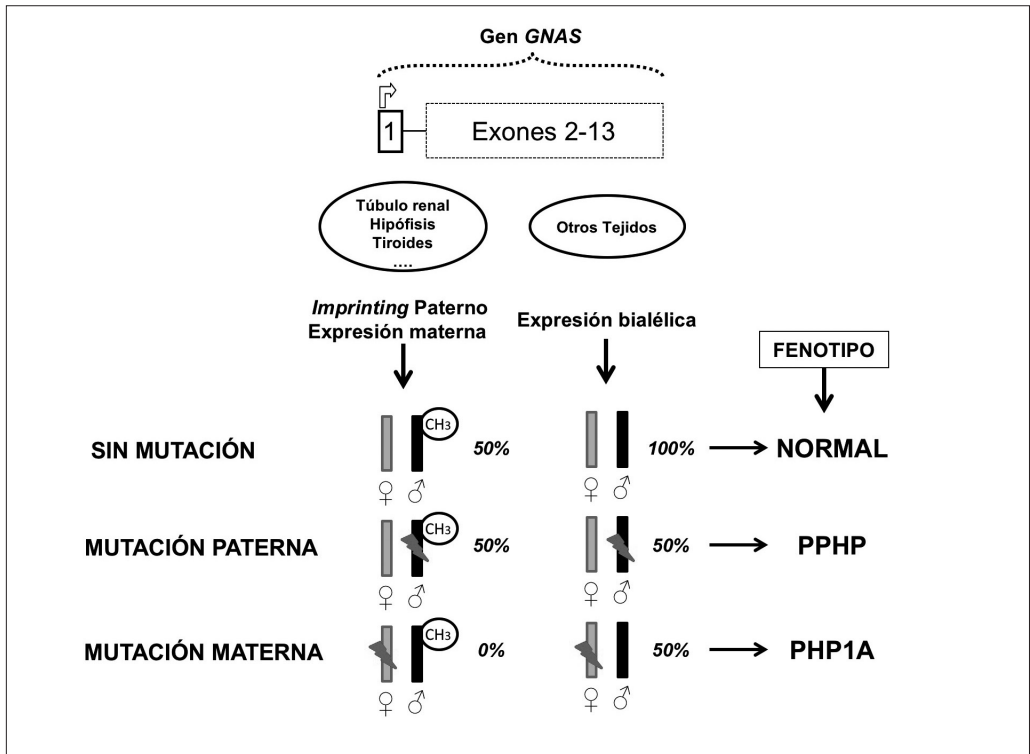 Gen GNAS
1
Exones 2-13
Túbulo renal
Hipófisis
Tiroides
....
Otros Tejidos
Imprinting Paterno
Expresión materna
Expresión bialélica
FENOTIPO
SIN MUTACIÓN
CH3
50%
100%
NORMAL
♀ ♂ ♀ ♂
MUTACIÓN PATERNA
CH3
50%
50%
PPHP
♀ ♂ ♀ ♂
MUTACIÓN MATERNA
CH3
0%
50%
PHP1A
♀ ♂ ♀ ♂